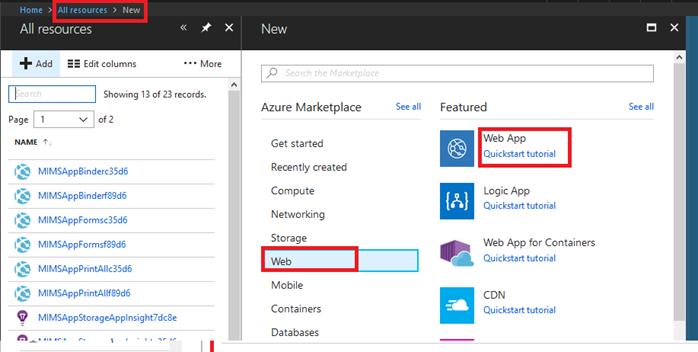 Home > All resources > New
All resources
New
+ Add
Edit columns
••• More
Search
Showing 13 of 23 records.
Page 1 of 2
NAME
MIMSAppBinderc35d6
MIMSAppBinderf89d6
MIMSAppFormsc35d6
MIMSAppFormsf89d6
MIMSAppPrintAllc35d6
MIMSAppPrintAllf89d6
MIMSAppStorageAppInsight7dc8e
Search the Marketplace
Azure Marketplace
See all
Get started
Recently created
Compute
Networking
Storage
Web
Mobile
Containers
Databases
Featured
See all
Web App
Quickstart tutorial
Logic App
Quickstart tutorial
Web App for Containers
Quickstart tutorial
CDN
Quickstart tutorial